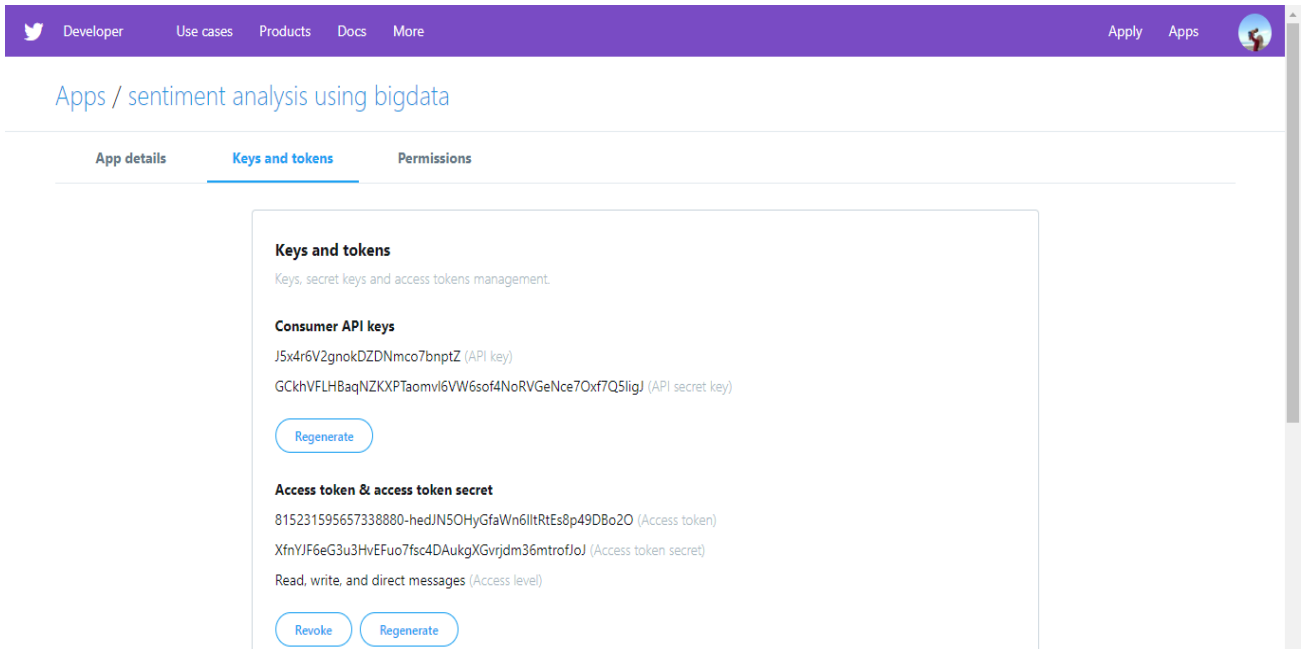 Developer Use cases Products Docs More Apply Apps
Apps / sentiment analysis using bigdata
App details Keys and tokens Permissions
Keys and tokens
Keys, secret keys and access tokens management.
Consumer API keys
J5x4r6V2gnokDZDNmco7bnptZ (API key)
(API secret key)
Regenerate
Access token & access token secret
(Access token)
XfnYJF6eG3u3HvEFuo7fsc4DAukgXGvrjdm36mtrofJoJ (Access token secret)
Read, write, and direct messages (Access level)
Revoke Regenerate